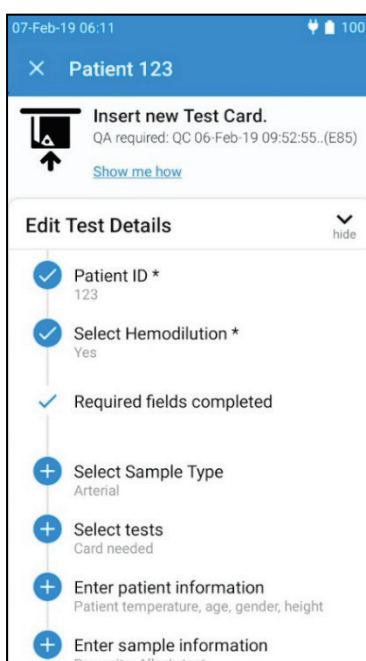 07-Feb-19 06:11
100
Patient 123
Insert new Test Card.
QA required: QC 06-Feb-19 09:52:55..(E85)
Show me how
Edit Test Details
hide
Patient ID *
123
Select Hemodilution *
Yes
Required fields completed
Select Sample Type
Arterial
Select tests
Card needed
Enter patient information
Patient temperature, age, gender, height
Enter sample information